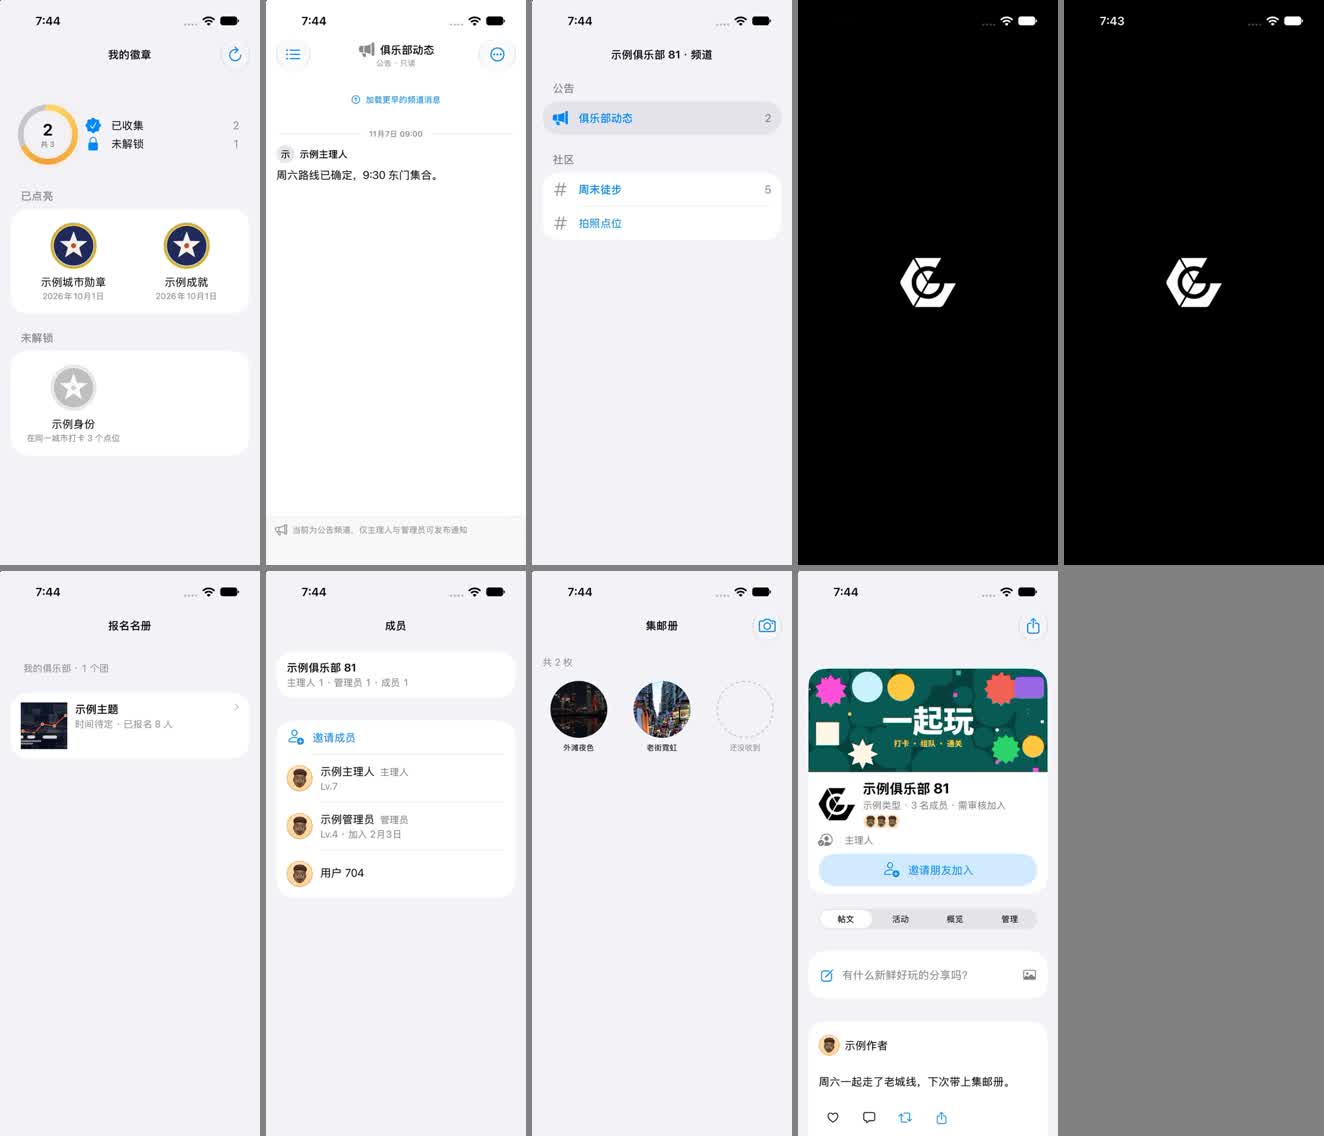 7:44
我的徽章
2
共 3
已收集 2
未解锁 1
已点亮
示例城市勋章
2026年10月1日
示例成就
2026年10月1日
未解锁
示例身份
在同一城市打卡 3 个点位
7:44
俱乐部动态
公告 · 只读
加载更早的频道消息
11月7日 09:00
示 示例主理人
周六路线已确定，9:30 东门集合。
当前为公告频道，仅主理人与管理员可发布通知
7:44
示例俱乐部 81 · 频道
公告
俱乐部动态 2
社区
# 周末徒步 5
# 拍照点位
7:43
7:44
报名名册
我的俱乐部 · 1 个团
示例主题
时间待定 · 已报名 8 人
7:44
成员
示例俱乐部 81
主理人 1 · 管理员 1 · 成员 1
邀请成员
示例主理人 主理人
Lv.7
示例管理员 管理员
Lv.4 · 加入 2月3日
用户 704
7:44
集邮册
共 2 枚
外滩夜色
老街霓虹
还没收到
7:44
一起玩
打卡 · 组队 · 通关
示例俱乐部 81
示例类型 · 3 名成员 · 需审核加入
主理人
邀请朋友加入
帖文 活动 概览 管理
有什么新鲜好玩的分享吗?
示例作者
周六一起走了老城线，下次带上集邮册。